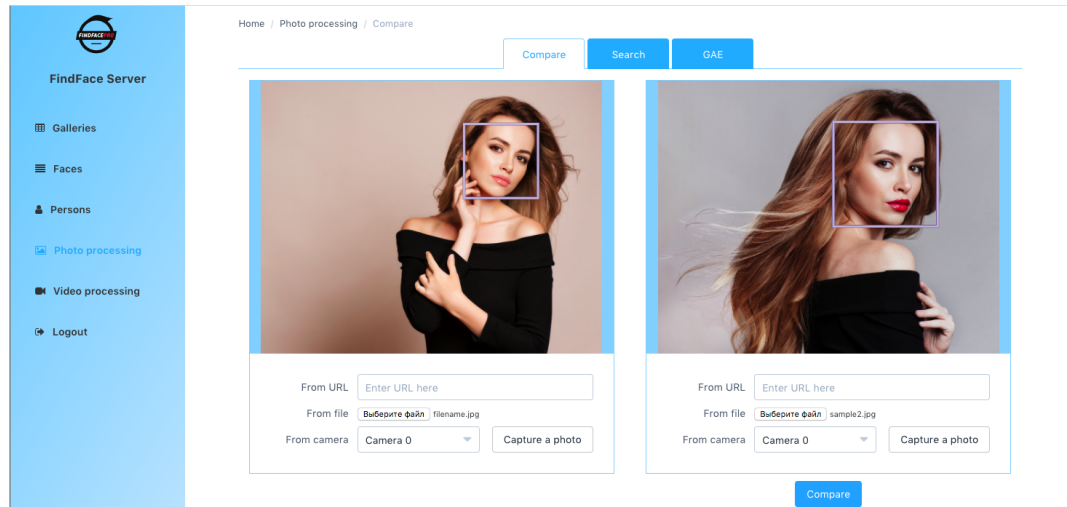 FINDFACEPRO
FindFace Server
Galleries
Faces
Persons
Photo processing
Video processing
Logout
Home / Photo processing / Compare
Compare Search GAE
From URL Enter URL here
From file Выберите файл filename.jpg
From camera Camera 0 Capture a photo
From URL Enter URL here
From file Выберите файл sample2.jpg
From camera Camera 0 Capture a photo
Compare